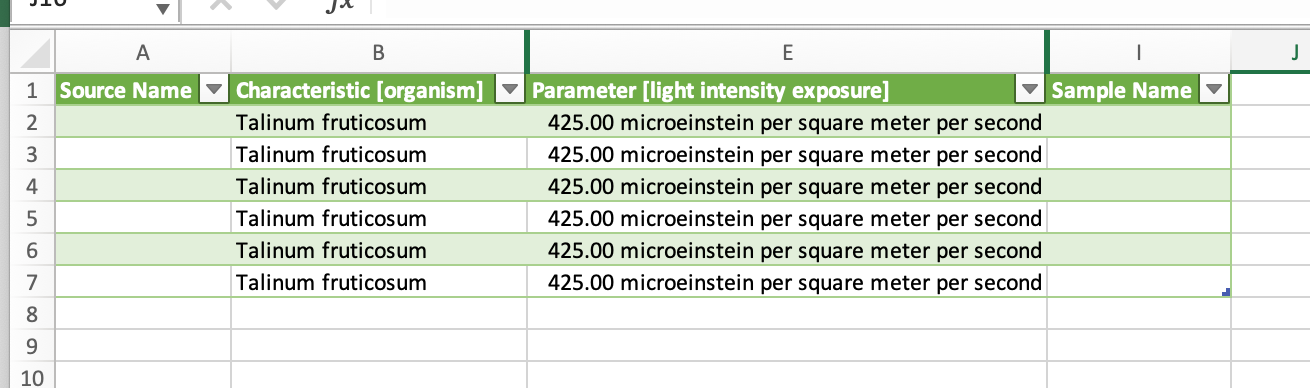 J10 fx
A B E I J
1 Source Name Characteristic [organism] Parameter [light intensity exposure] Sample Name
2 Talinum fruticosum 425.00 microeinstein per square meter per second
3 Talinum fruticosum 425.00 microeinstein per square meter per second
4 Talinum fruticosum 425.00 microeinstein per square meter per second
5 Talinum fruticosum 425.00 microeinstein per square meter per second
6 Talinum fruticosum 425.00 microeinstein per square meter per second
7 Talinum fruticosum 425.00 microeinstein per square meter per second
8
9
10